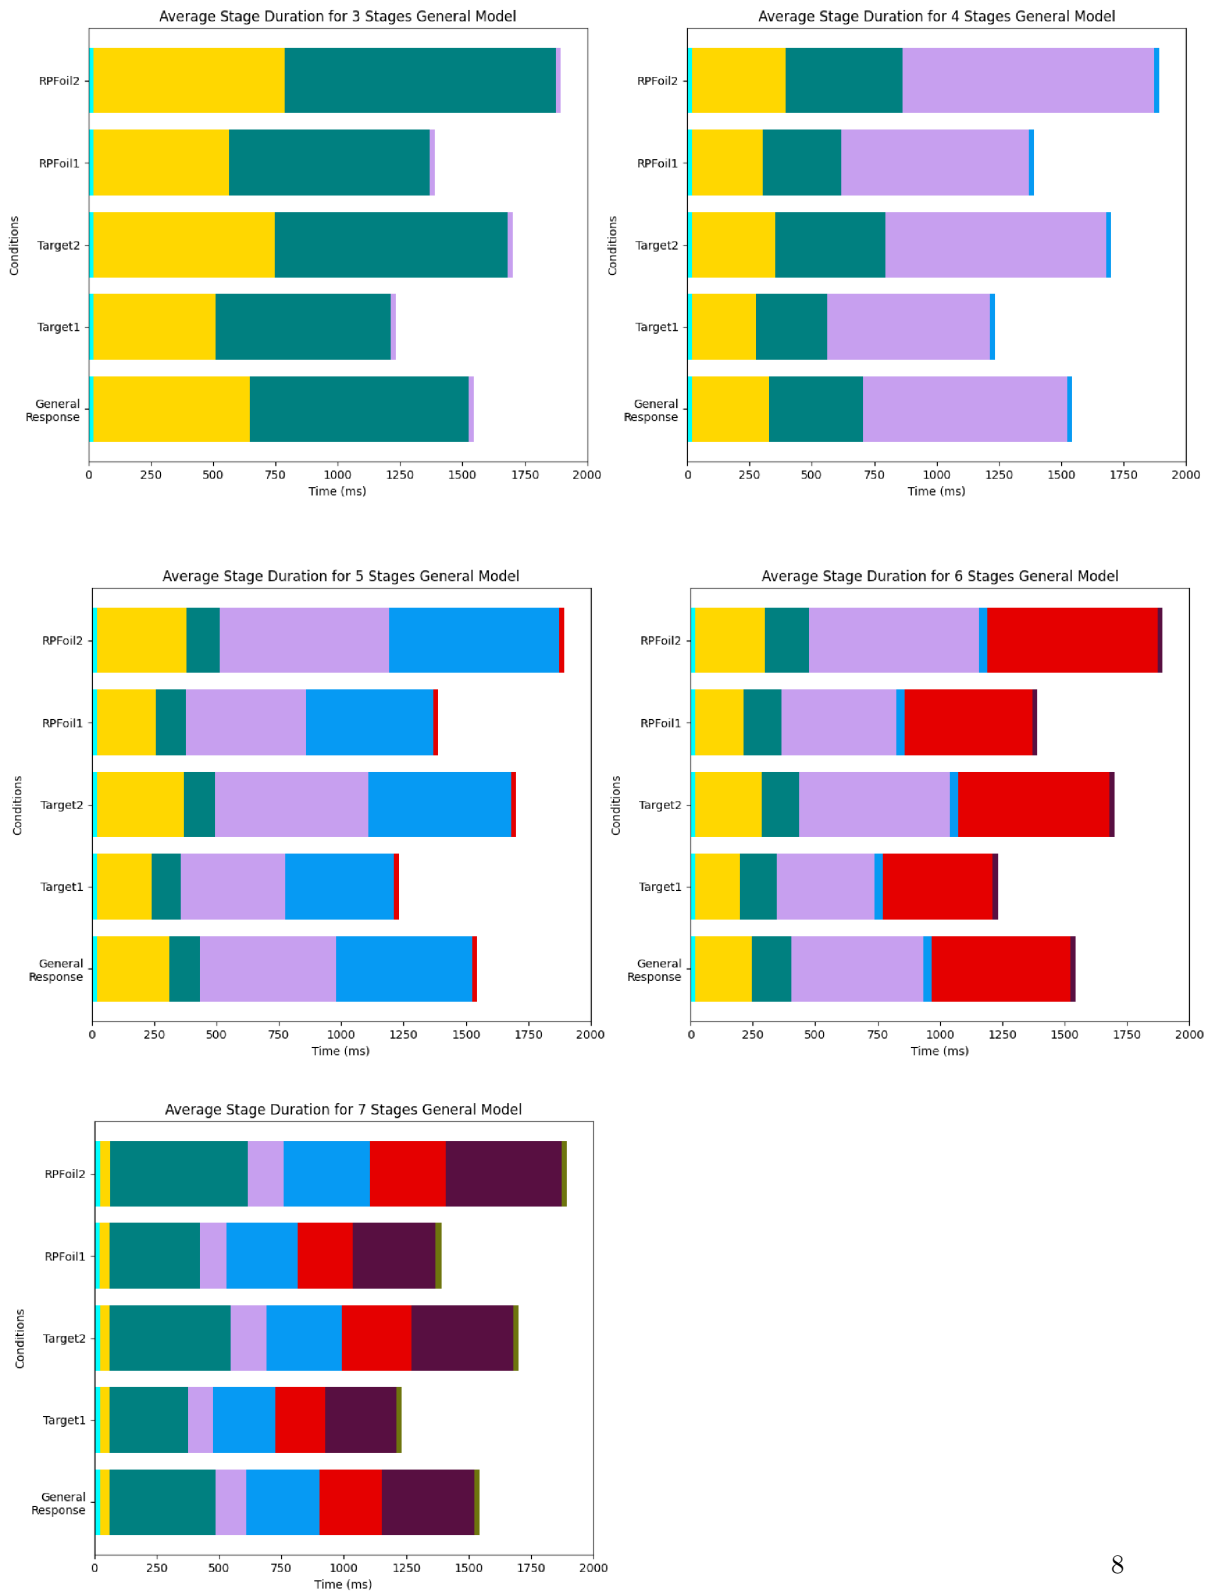 Average Stage Duration for 3 Stages General Model
RPFoil2
RPFoil1
Target2
Target1
General
Response
Conditions
0 250 500 750 1000 1250 1500 1750 2000
Time (ms)
Average Stage Duration for 4 Stages General Model
RPFoil2
RPFoil1
Target2
Target1
General
Response
Conditions
0 250 500 750 1000 1250 1500 1750 2000
Time (ms)
Average Stage Duration for 5 Stages General Model
RPFoil2
RPFoil1
Target2
Target1
General
Response
Conditions
0 250 500 750 1000 1250 1500 1750 2000
Time (ms)
Average Stage Duration for 6 Stages General Model
RPFoil2
RPFoil1
Target2
Target1
General
Response
Conditions
0 250 500 750 1000 1250 1500 1750 2000
Time (ms)
Average Stage Duration for 7 Stages General Model
RPFoil2
RPFoil1
Target2
Target1
General
Response
Conditions
0 250 500 750 1000 1250 1500 1750 2000
Time (ms)
8